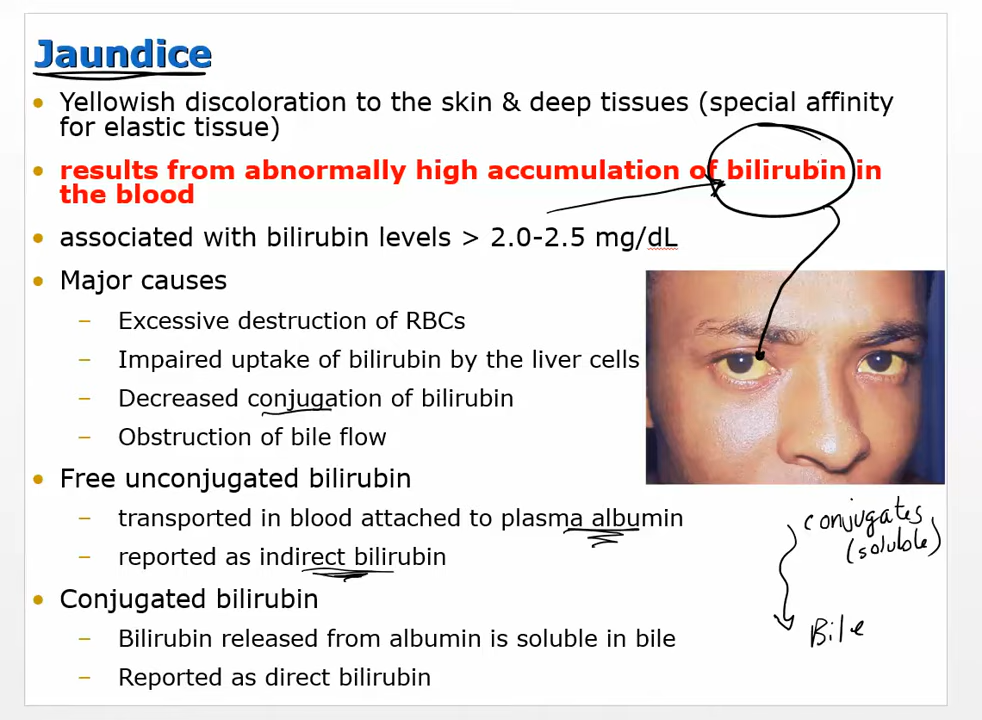 Jaundice
• Yellowish discoloration to the skin & deep tissues (special affinity
for elastic tissue)
• results from abnormally high accumulation of bilirubin in
the blood
• associated with bilirubin levels > 2.0-2.5 mg/dL
• Major causes
– Excessive destruction of RBCs
– Impaired uptake of bilirubin by the liver cells
– Decreased conjugation of bilirubin
– Obstruction of bile flow
• Free unconjugated bilirubin
– transported in blood attached to plasma albumin
– reported as indirect bilirubin
• Conjugated bilirubin
– Bilirubin released from albumin is soluble in bile
– Reported as direct bilirubin
conjugates
(soluble)
Bile